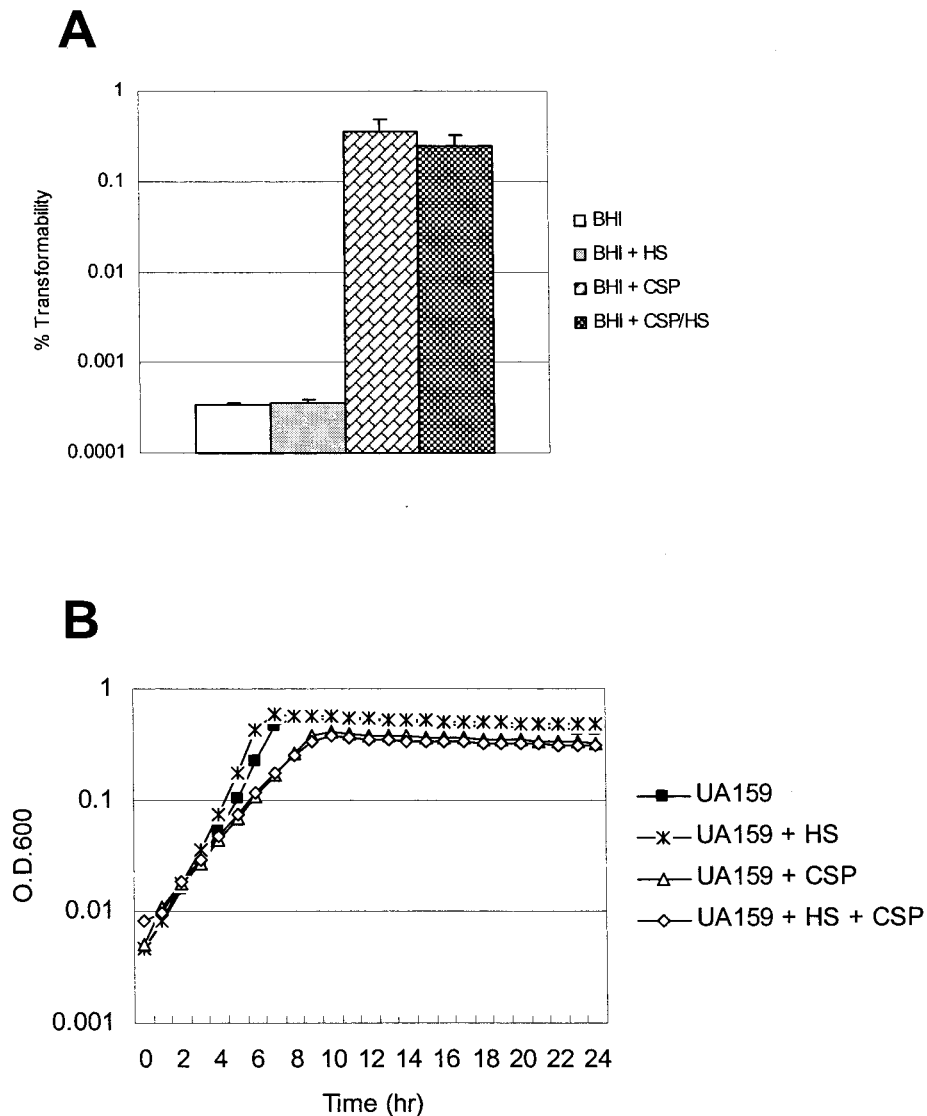 A
1
0.1
0.01
0.001
0.0001
% Transformability
BHI
BHI + HS
BHI + CSP
BHI + CSP/HS
B
1
0.1
0.01
0.001
O.D.600
0 2 4 6 8 10 12 14 16 18 20 22 24
Time (hr)
UA159
UA159 + HS
UA159 + CSP
UA159 + HS + CSP